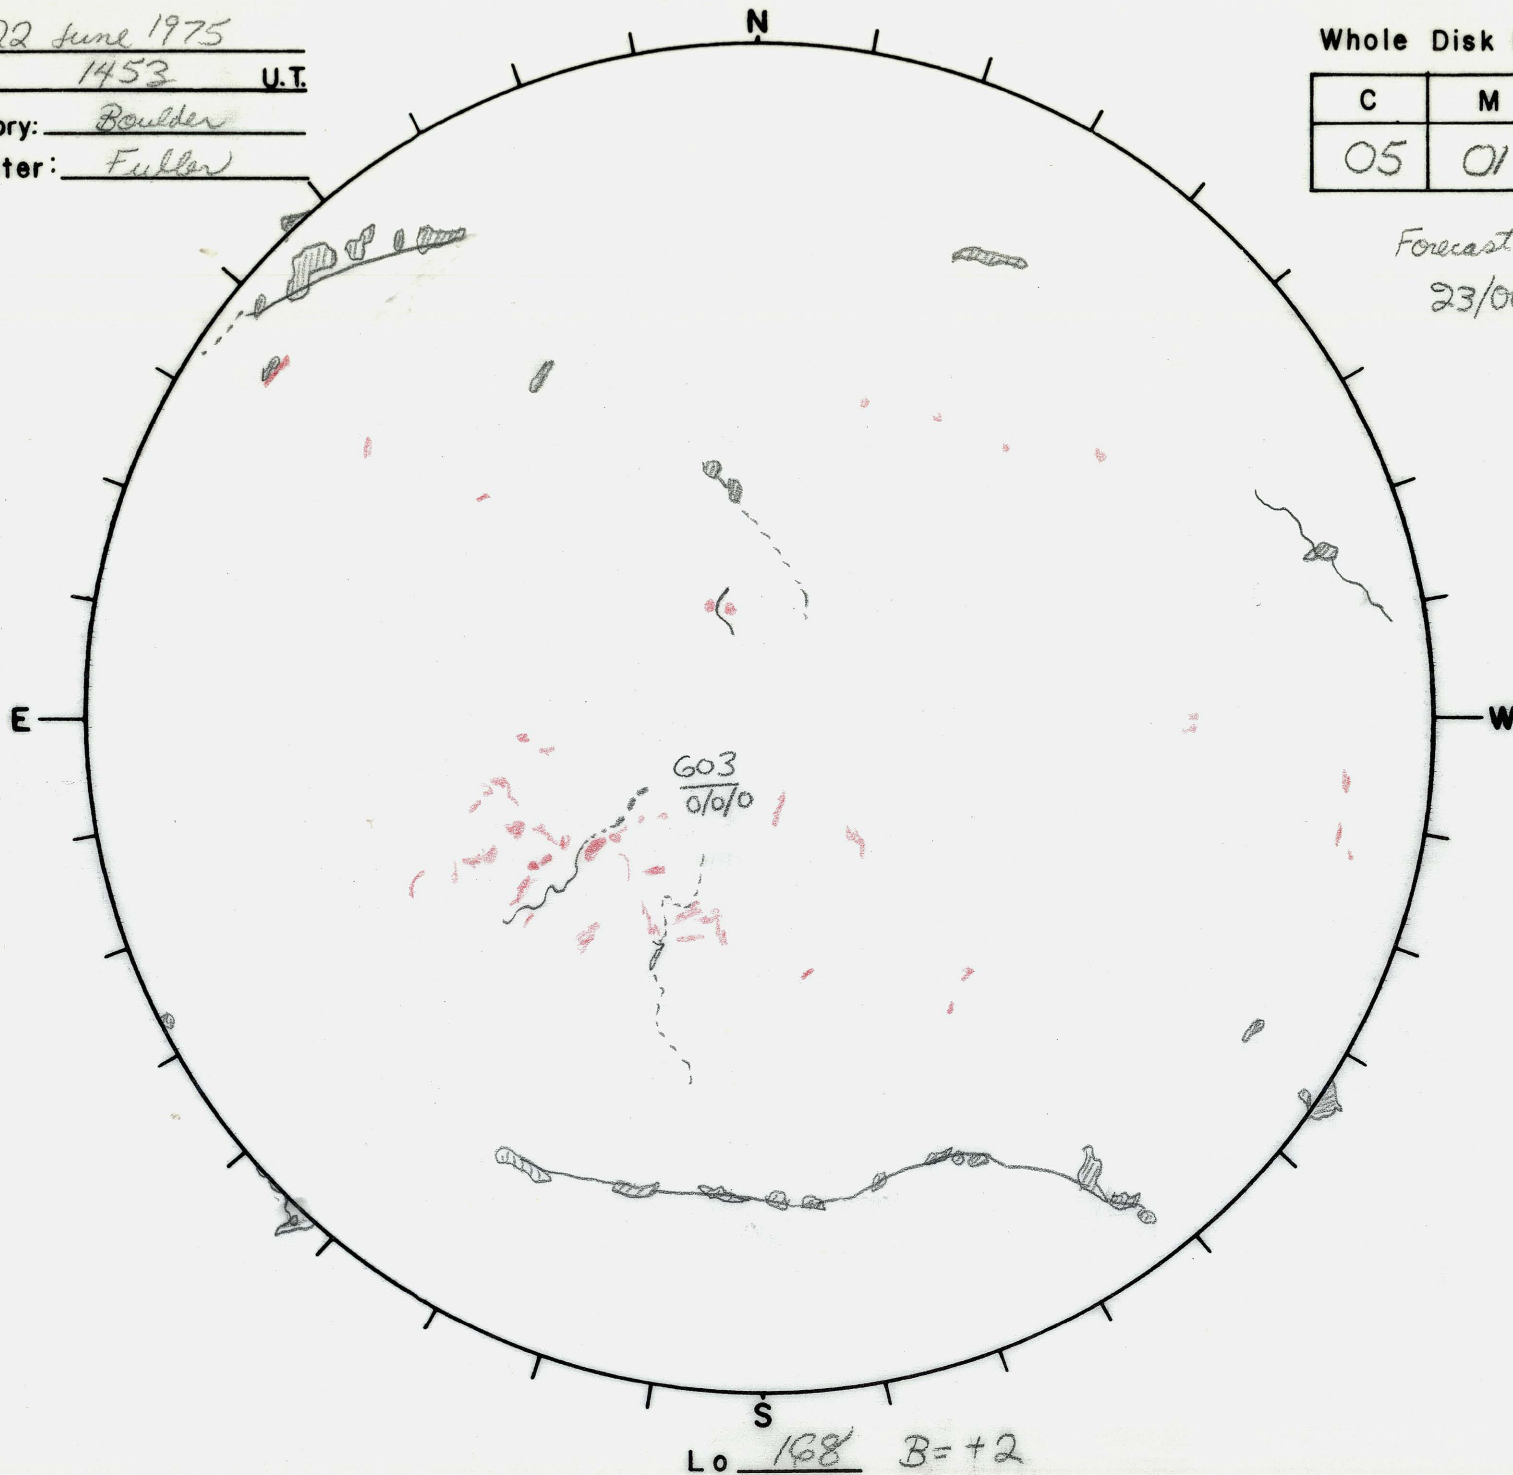 22 June 1975
1453 U.T.
ory: Boulder
ter: Fuller
N
Whole Disk
C M
05 01
Forecast
23/00
E
W
603
0/0/0
S
Lo 168 B= +2